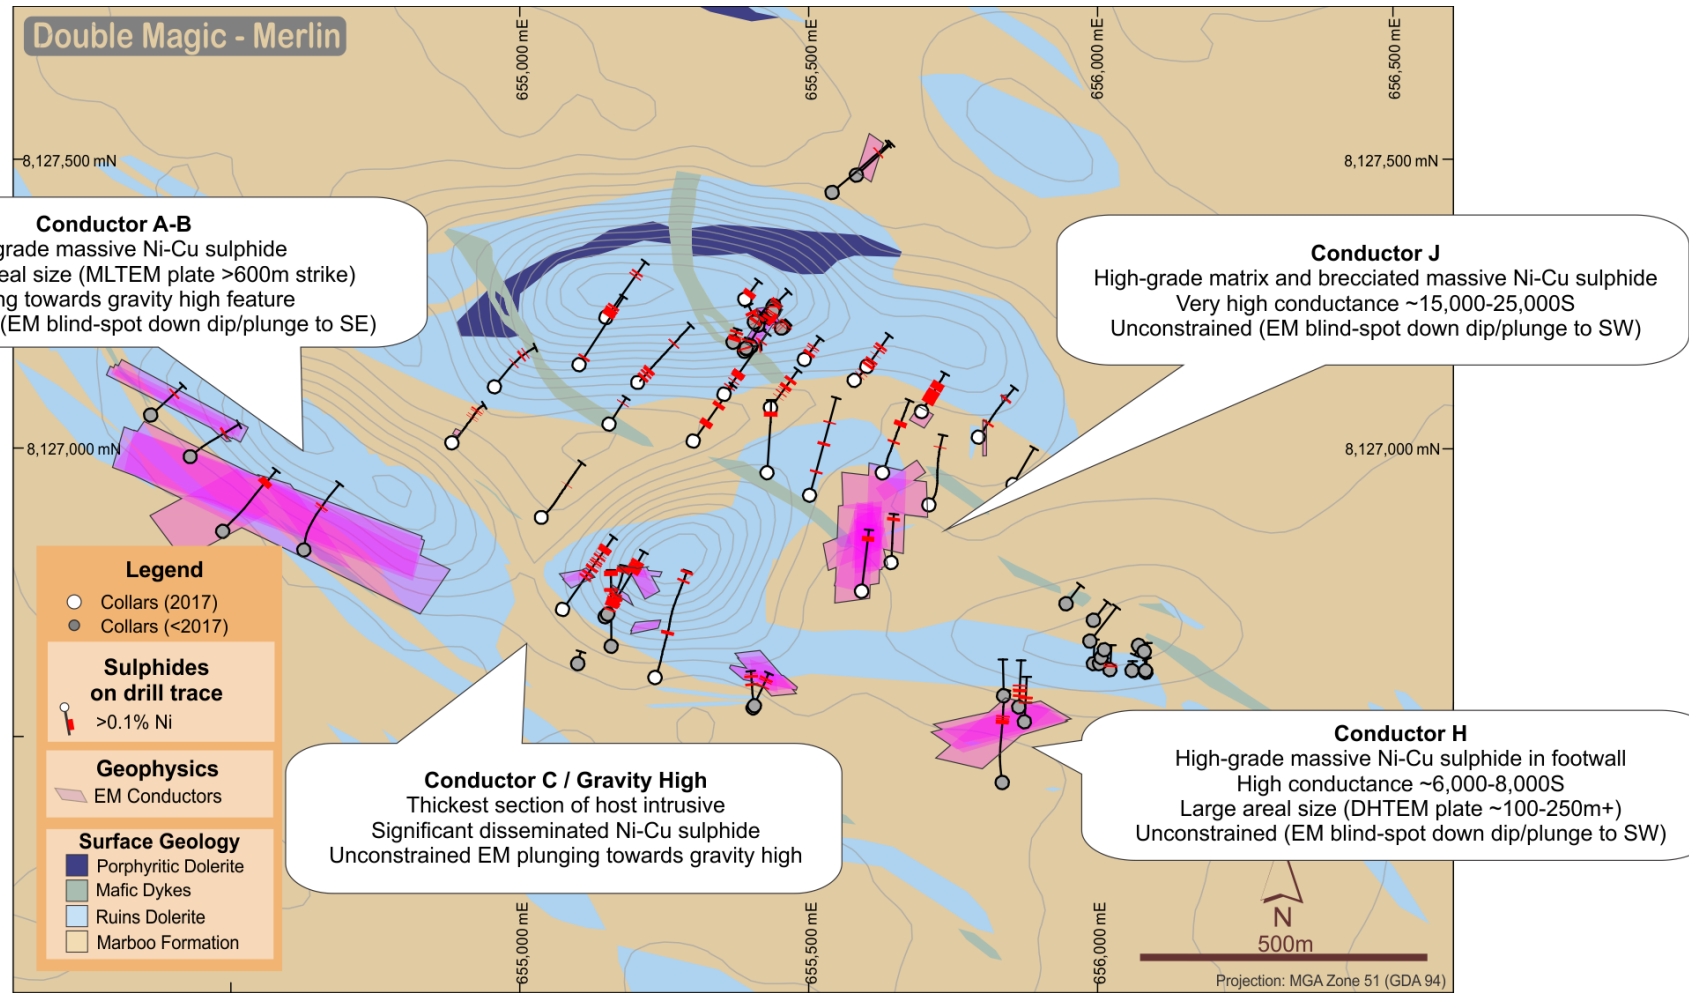 Double Magic - Merlin
655,000 mE
655,500 mE
656,000 mE
656,500 mE
8,127,500 mN
8,127,500 mN
Conductor A-B
grade massive Ni-Cu sulphide
eal size (MLTEM plate >600m strike)
ng towards gravity high feature
(EM blind-spot down dip/plunge to SE)
Conductor J
High-grade matrix and brecciated massive Ni-Cu sulphide
Very high conductance ~15,000-25,000S
Unconstrained (EM blind-spot down dip/plunge to SW)
8,127,000 mN
8,127,000 mN
Legend
Collars (2017)
Collars (<2017)
Sulphides
on drill trace
>0.1% Ni
Geophysics
EM Conductors
Surface Geology
Porphyritic Dolerite
Mafic Dykes
Ruins Dolerite
Marboo Formation
Conductor C / Gravity High
Thickest section of host intrusive
Significant disseminated Ni-Cu sulphide
Unconstrained EM plunging towards gravity high
Conductor H
High-grade massive Ni-Cu sulphide in footwall
High conductance ~6,000-8,000S
Large areal size (DHTEM plate ~100-250m+)
Unconstrained (EM blind-spot down dip/plunge to SW)
655,000 mE
655,500 mE
656,000 mE
N
500m
Projection: MGA Zone 51 (GDA 94)